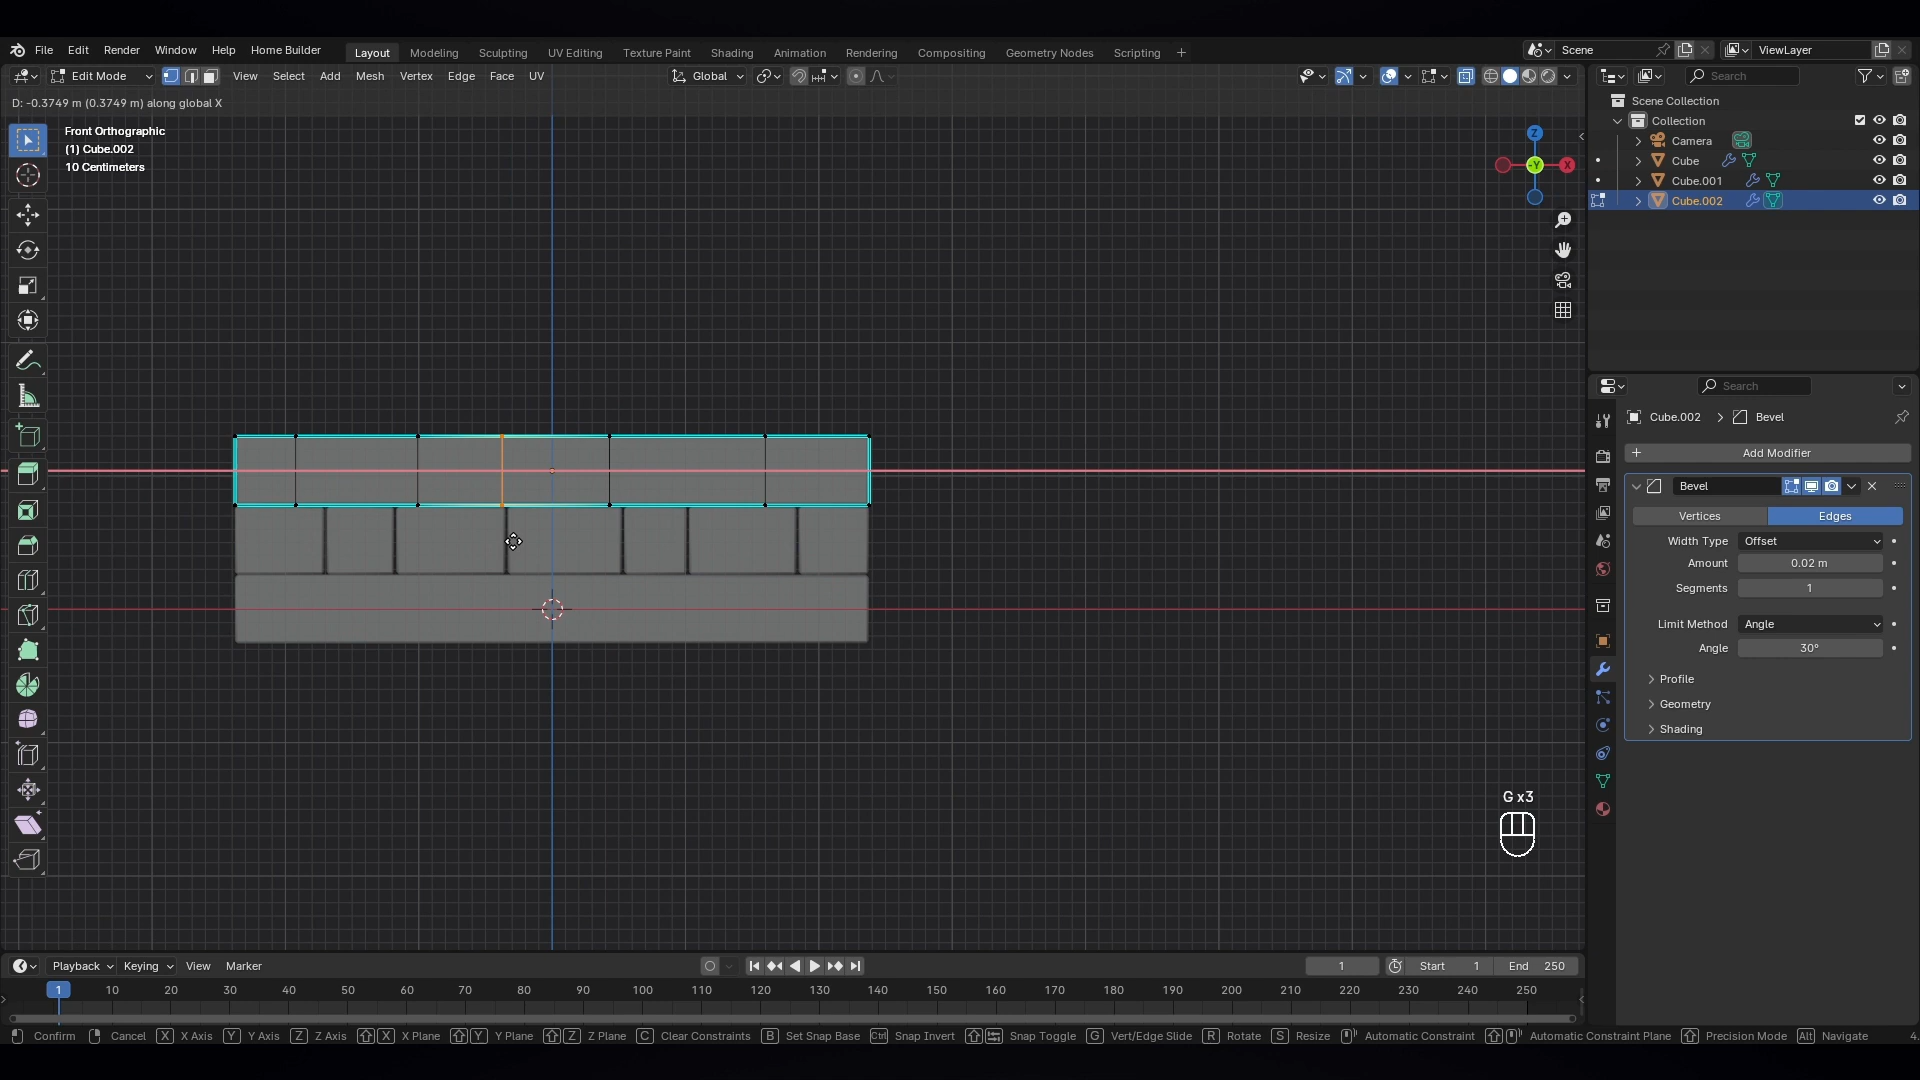 File Edit Render Window Help Home Builder Layout Modeling Sculpting UV Editing Texture Paint Shading Animation Rendering Compositing Geometry Nodes Scripting + Scene ViewLayer
Edit Mode View Select Add Mesh Vertex Edge Face UV Global Search
D: -0.3749 m (0.3749 m) along global X
Scene Collection
Front Orthographic
(1) Cube.002
10 Centimeters
Z
-Y
X
Collection
Camera
Cube
Cube.001
Cube.002
Search
Cube.002 > Bevel
Add Modifier
Bevel
Vertices Edges
Width Type Offset
Amount 0.02 m
Segments 1
Limit Method Angle
Angle 30°
Profile
Geometry
Shading
G x3
Playback Keying View Marker 1 Start 1 End 250
1 10 20 30 40 50 60 70 80 90 100 110 120 130 140 150 160 170 180 190 200 210 220 230 240 250
Confirm Cancel X X Axis Y Y Axis Z Z Axis X X Plane Y Y Plane Z Z Plane C Clear Constraints B Set Snap Base Ctrl Snap Invert Snap Toggle G Vert/Edge Slide R Rotate S Resize Automatic Constraint Automatic Constraint Plane Precision Mode Alt Navigate 4.